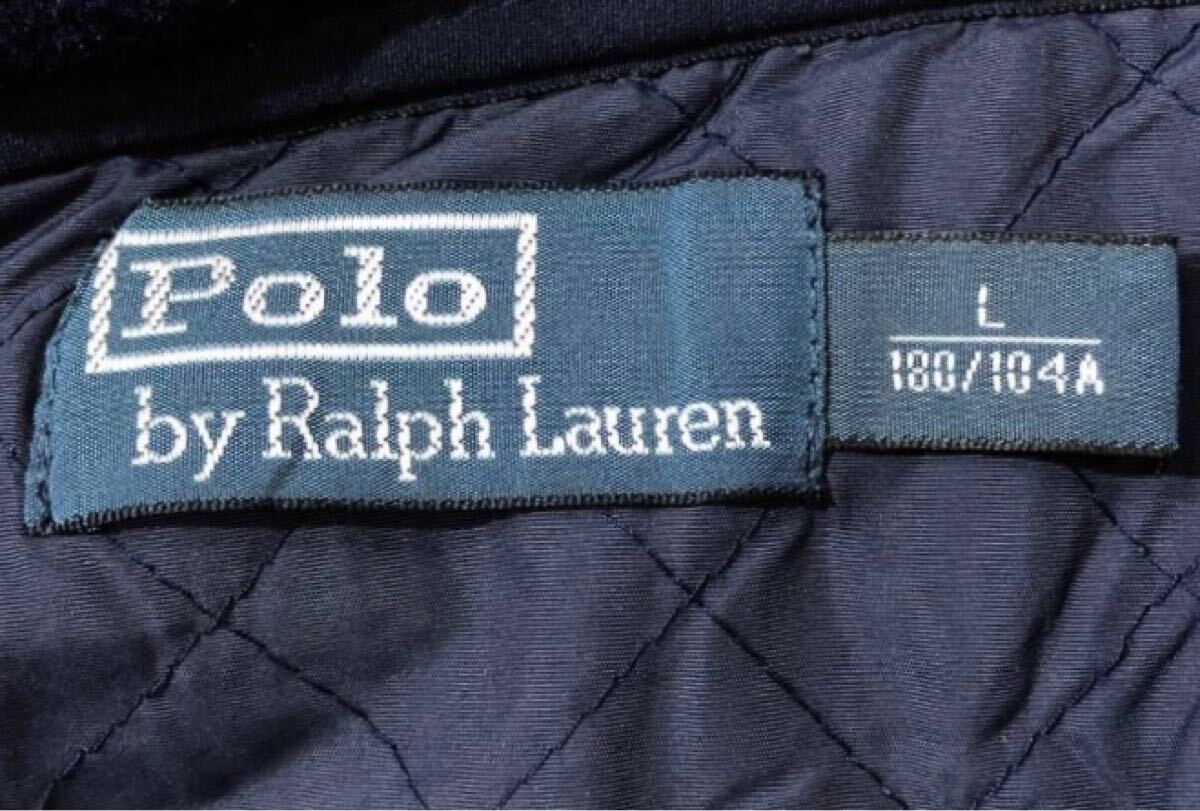 Polo
by Ralph Lauren
L
180/104A